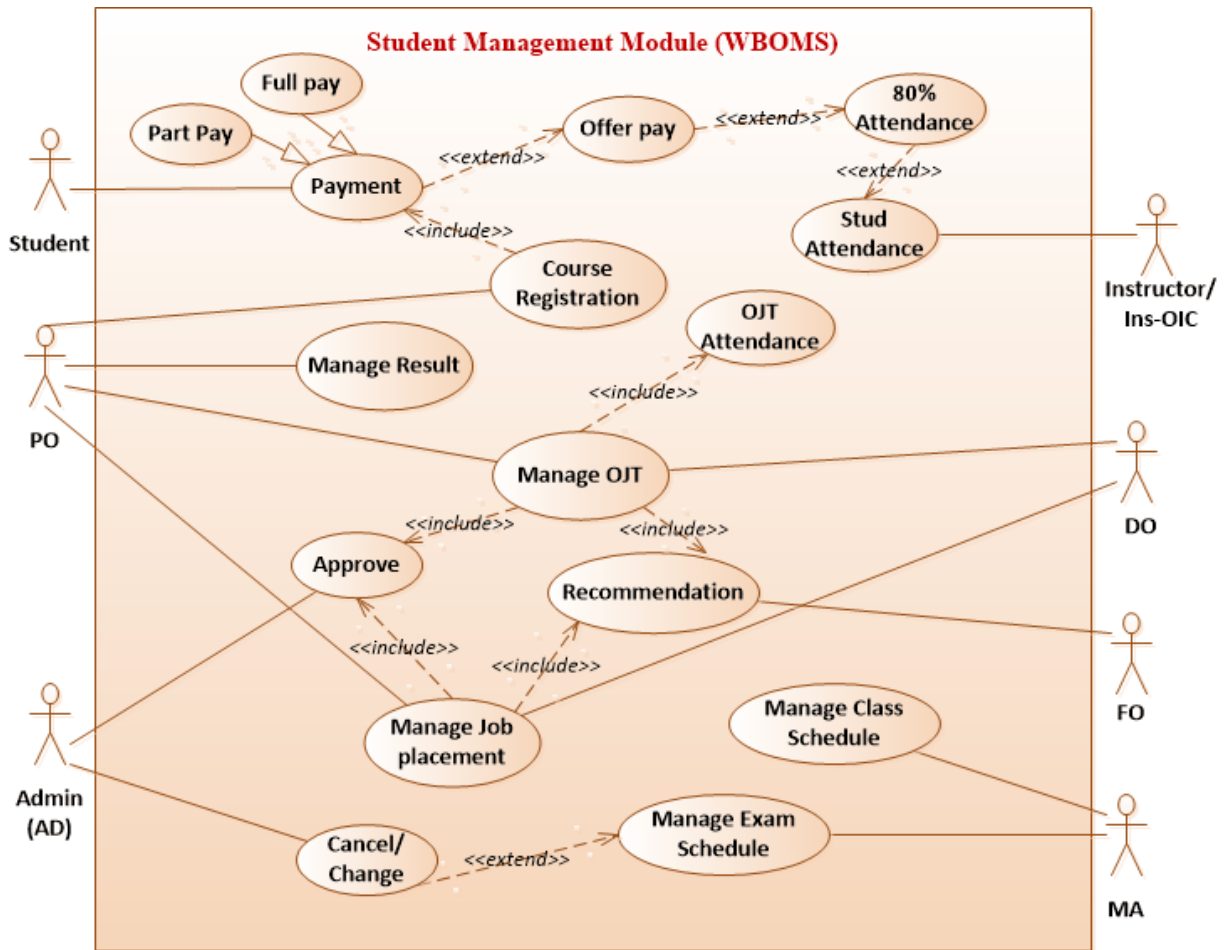 Student Management Module (WBOMS)
Full pay
Part Pay
Payment
<<extend>>
Offer pay
<<extend>>
80%
Attendance
<<extend>>
Stud
Attendance
<<include>>
Course
Registration
Student
Instructor/
Ins-OIC
OJT
Attendance
Manage Result
<<include>>
PO
Manage OJT
DO
<<include>>
<<include>>
Approve
Recommendation
<<include>>
<<include>>
FO
Manage Job
placement
Manage Class
Schedule
Admin
(AD)
Cancel/
Change
<<extend>>
Manage Exam
Schedule
MA